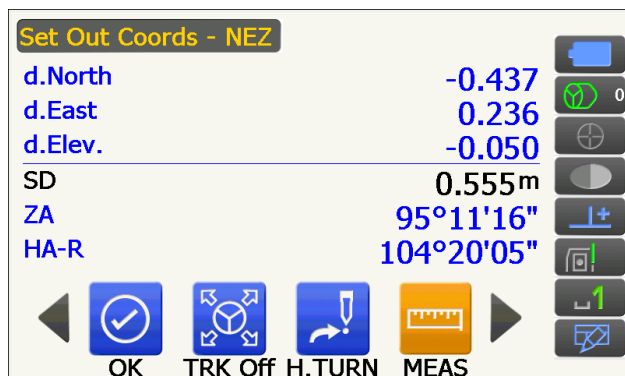 Set Out Coords - NEZ
d.North -0.437
d.East 0.236
d.Elev. -0.050
SD 0.555m
ZA 95°11'16"
HA-R 104°20'05"
0
1
OK TRK Off H.TURN MEAS